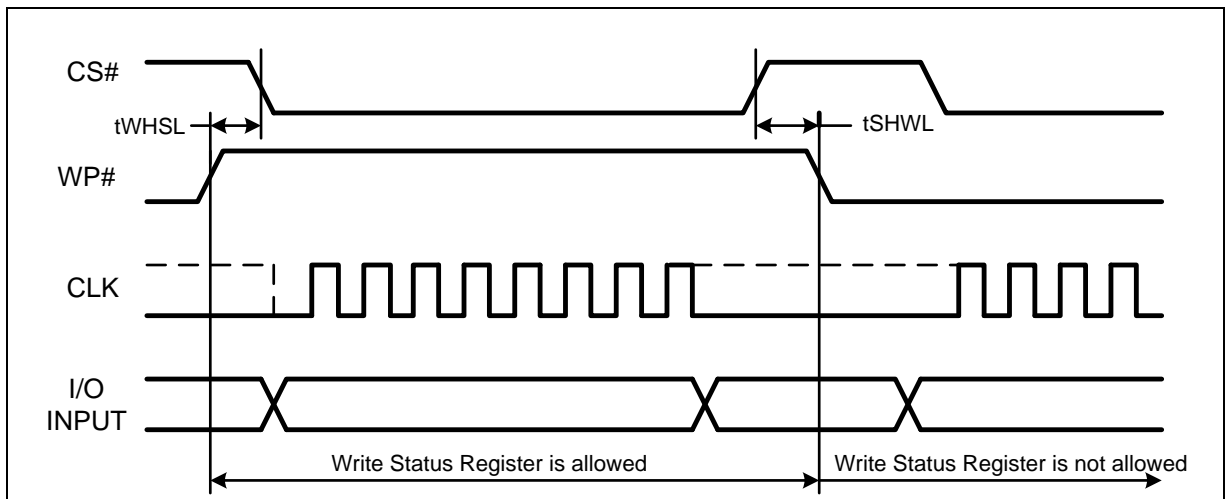 CS#
tWHSL
tSHWL
WP#
CLK
I/O
INPUT
Write Status Register is allowed
Write Status Register is not allowed